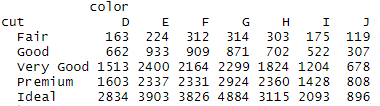 color
cut D E F G H I J
Fair 163 224 312 314 303 175 119
Good 662 933 909 871 702 522 307
Very Good 1513 2400 2164 2299 1824 1204 678
Premium 1603 2337 2331 2924 2360 1428 808
Ideal 2834 3903 3826 4884 3115 2093 896